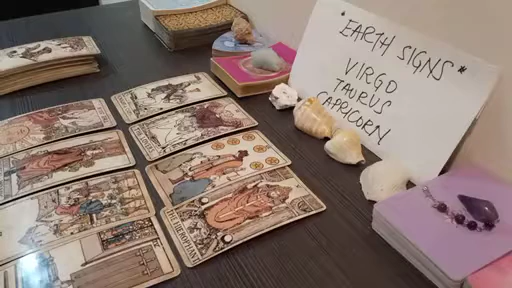 EARTH SIGNS *
VIRGO
TAURUS
CAPRICORN
THE HIEROPHANT